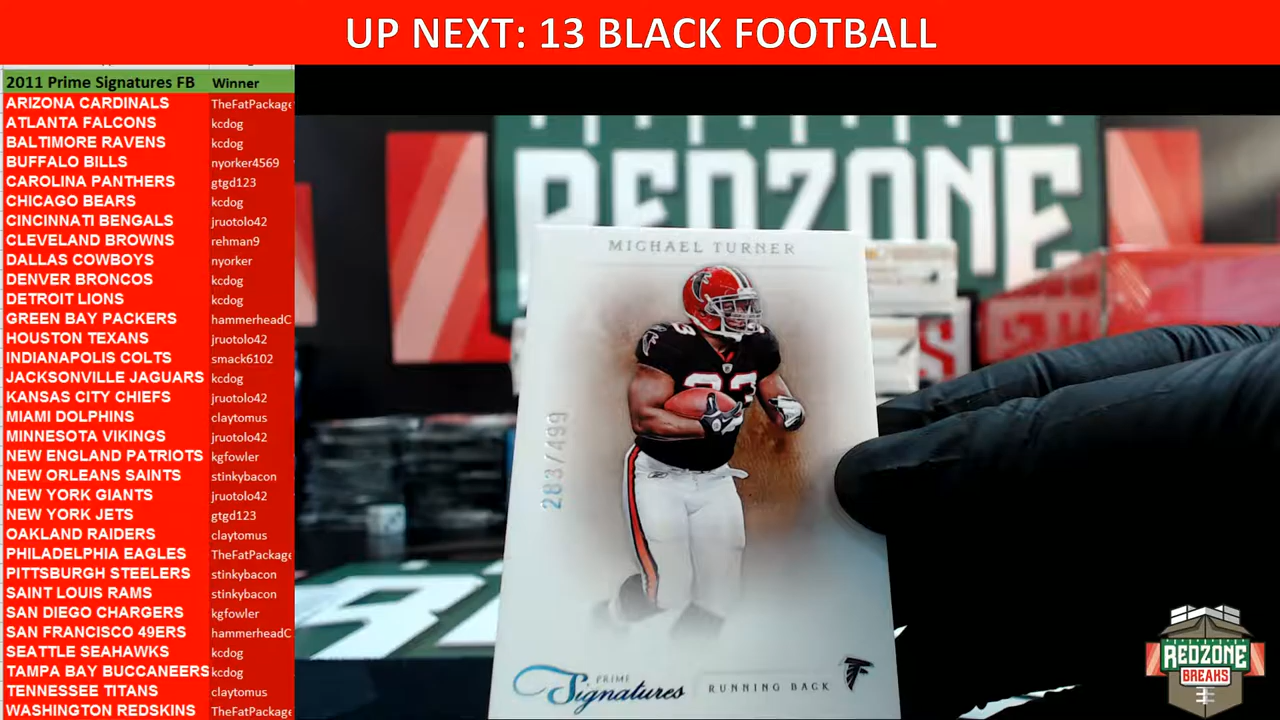 UP NEXT: 13 BLACK FOOTBALL
2011 Prime Signatures FB Winner
ARIZONA CARDINALS TheFatPackage
ATLANTA FALCONS kcdog
BALTIMORE RAVENS kcdog
BUFFALO BILLS nyorker4569
CAROLINA PANTHERS gtgd123
CHICAGO BEARS kcdog
CINCINNATI BENGALS jruotolo42
CLEVELAND BROWNS rehman9
DALLAS COWBOYS nyorker
DENVER BRONCOS kcdog
DETROIT LIONS kcdog
GREEN BAY PACKERS hammerheadC
HOUSTON TEXANS jruotolo42
INDIANAPOLIS COLTS smack6102
JACKSONVILLE JAGUARS kcdog
KANSAS CITY CHIEFS jruotolo42
MIAMI DOLPHINS claytomus
MINNESOTA VIKINGS jruotolo42
NEW ENGLAND PATRIOTS kgfowler
NEW ORLEANS SAINTS stinkybacon
NEW YORK GIANTS jruotolo42
NEW YORK JETS gtgd123
OAKLAND RAIDERS claytomus
PHILADELPHIA EAGLES TheFatPackage
PITTSBURGH STEELERS stinkybacon
SAINT LOUIS RAMS stinkybacon
SAN DIEGO CHARGERS kgfowler
SAN FRANCISCO 49ERS hammerheadC
SEATTLE SEAHAWKS kcdog
TAMPA BAY BUCCANEERS kcdog
TENNESSEE TITANS claytomus
WASHINGTON REDSKINS TheFatPackage
REDZONE
MICHAEL TURNER
283/499
PRIME
Signatures
RUNNING BACK
REDZONE
BREAKS